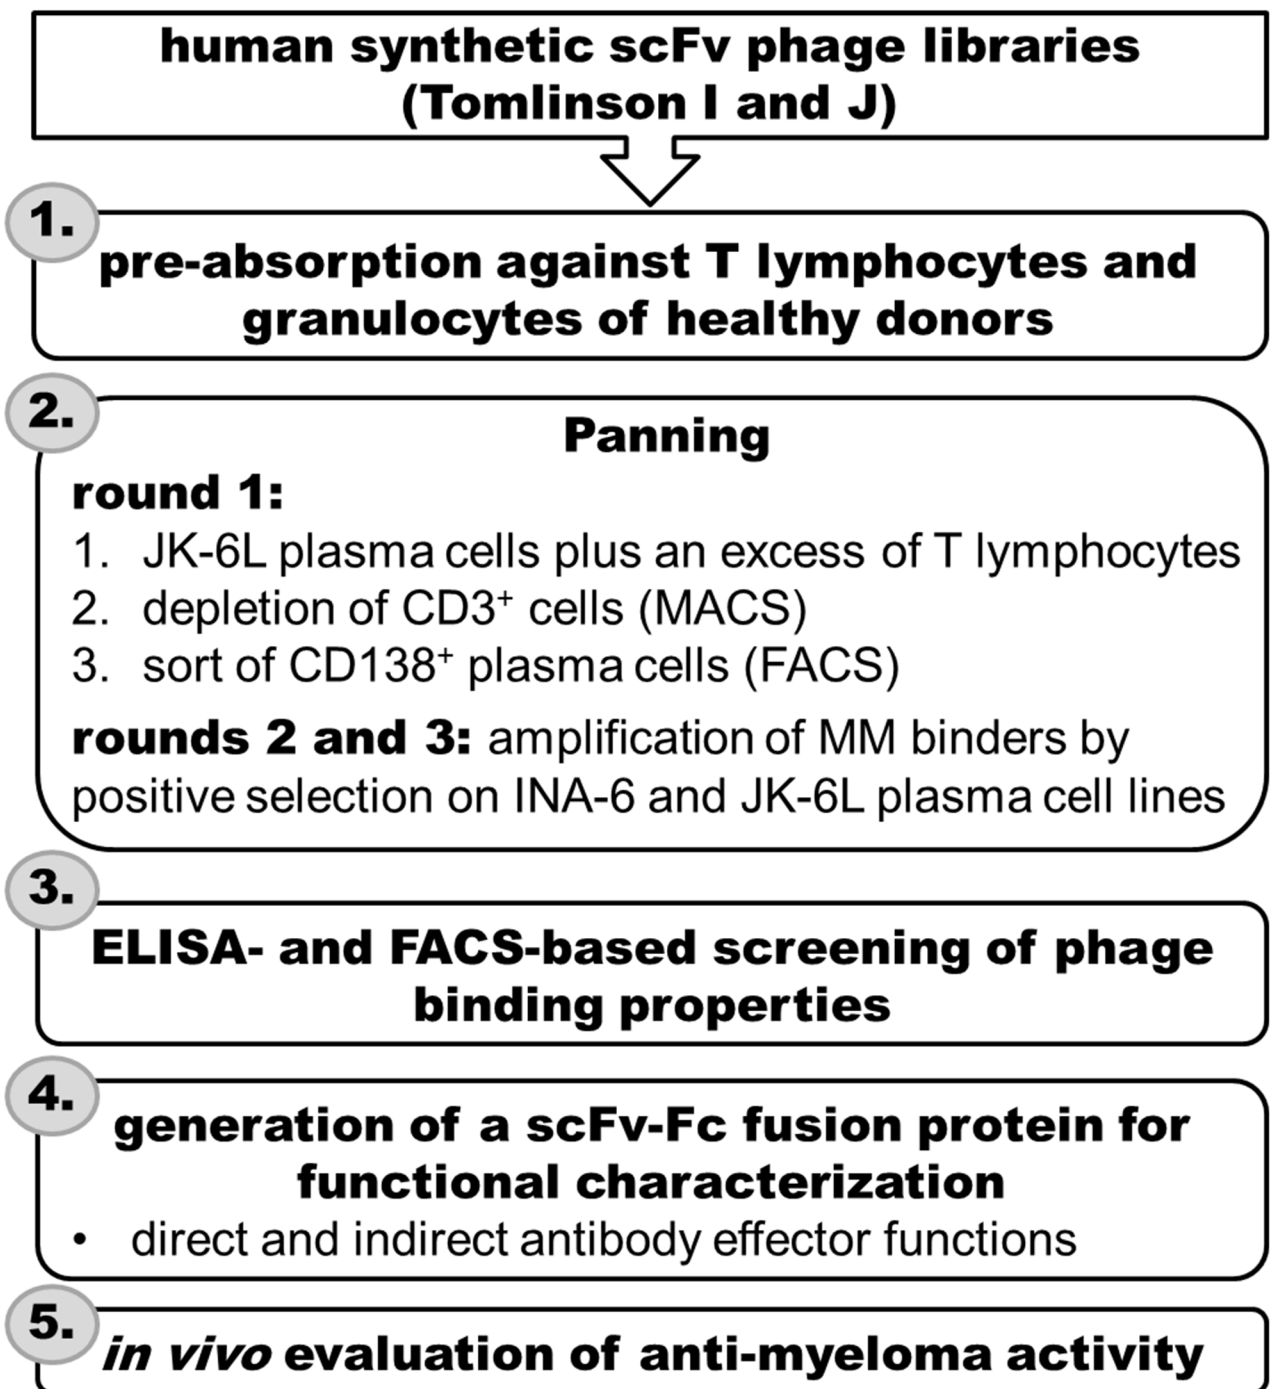 human synthetic scFv phage libraries
(Tomlinson I and J)
1.
pre-absorption against T lymphocytes and
granulocytes of healthy donors
2.
Panning
round 1:
1. JK-6L plasma cells plus an excess of T lymphocytes
2. depletion of CD3⁺ cells (MACS)
3. sort of CD138⁺ plasma cells (FACS)
rounds 2 and 3: amplification of MM binders by
positive selection on INA-6 and JK-6L plasma cell lines
3.
ELISA- and FACS-based screening of phage
binding properties
4.
generation of a scFv-Fc fusion protein for
functional characterization
• direct and indirect antibody effector functions
5.
in vivo evaluation of anti-myeloma activity